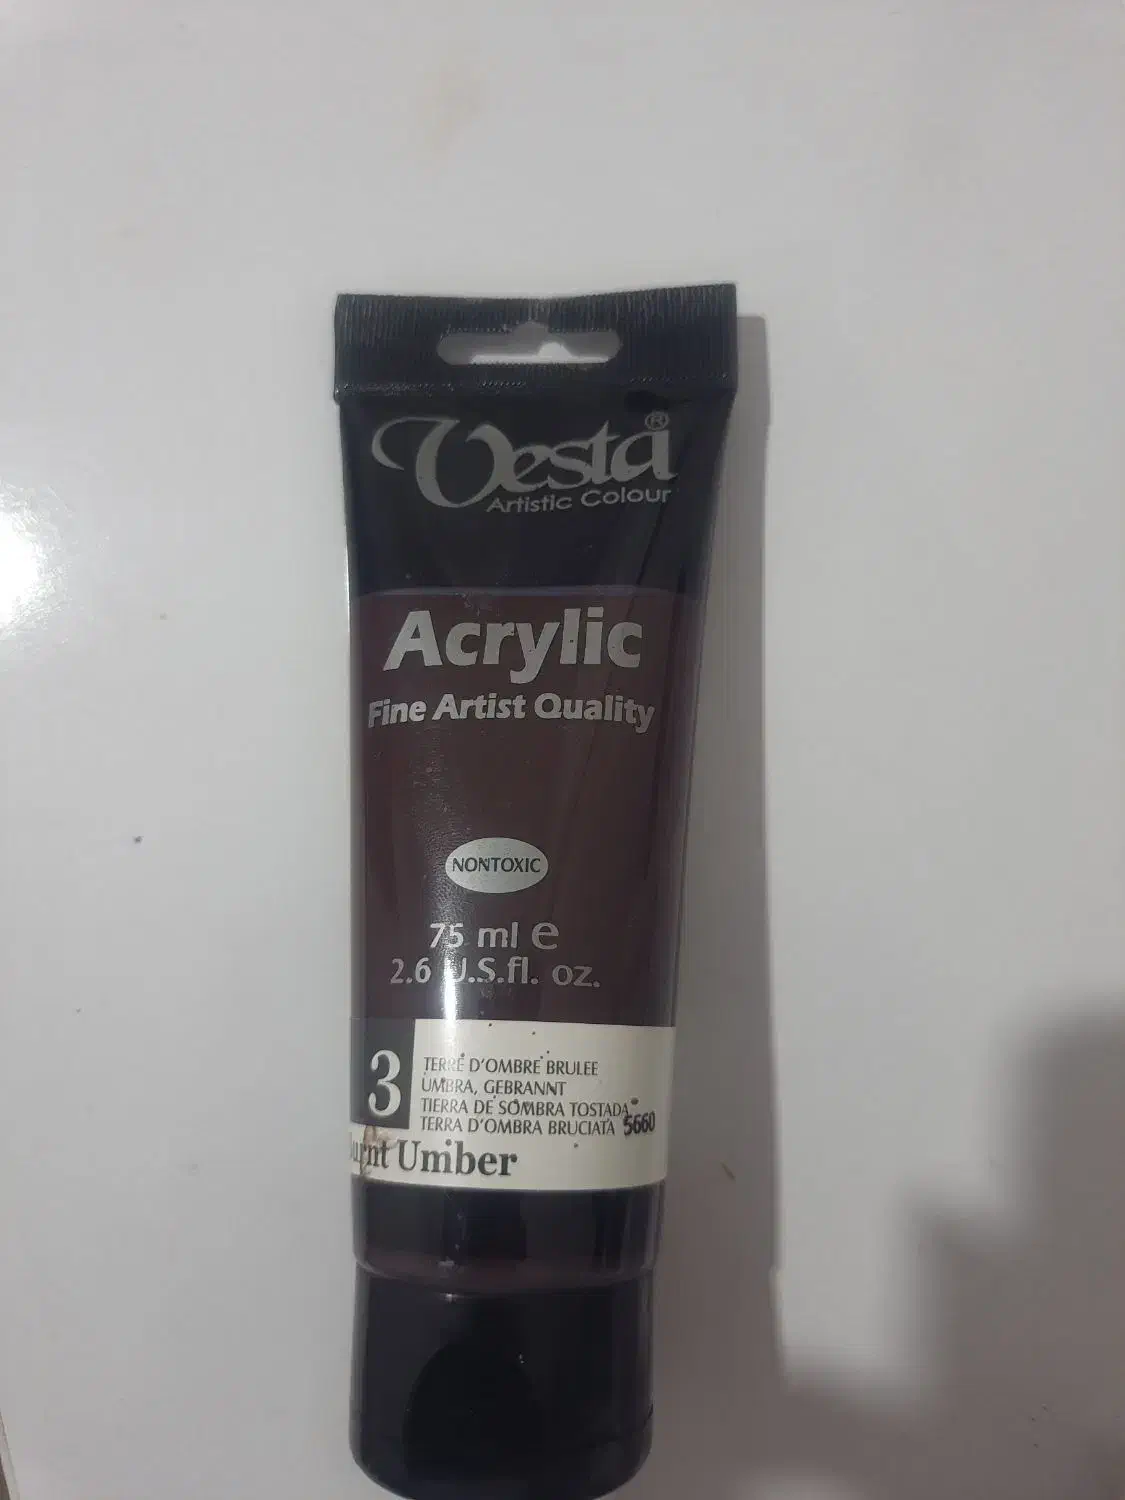 Vesta®
Artistic Colour
Acrylic
Fine Artist Quality
NONTOXIC
75 ml e
2.6 U.S.fl. oz.
3
TERRE D'OMBRE BRULEE
UMBRA, GEBRANNT
TIERRA DE SOMBRA TOSTADA
TERRA D'OMBRA BRUCIATA 5660
Burnt Umber